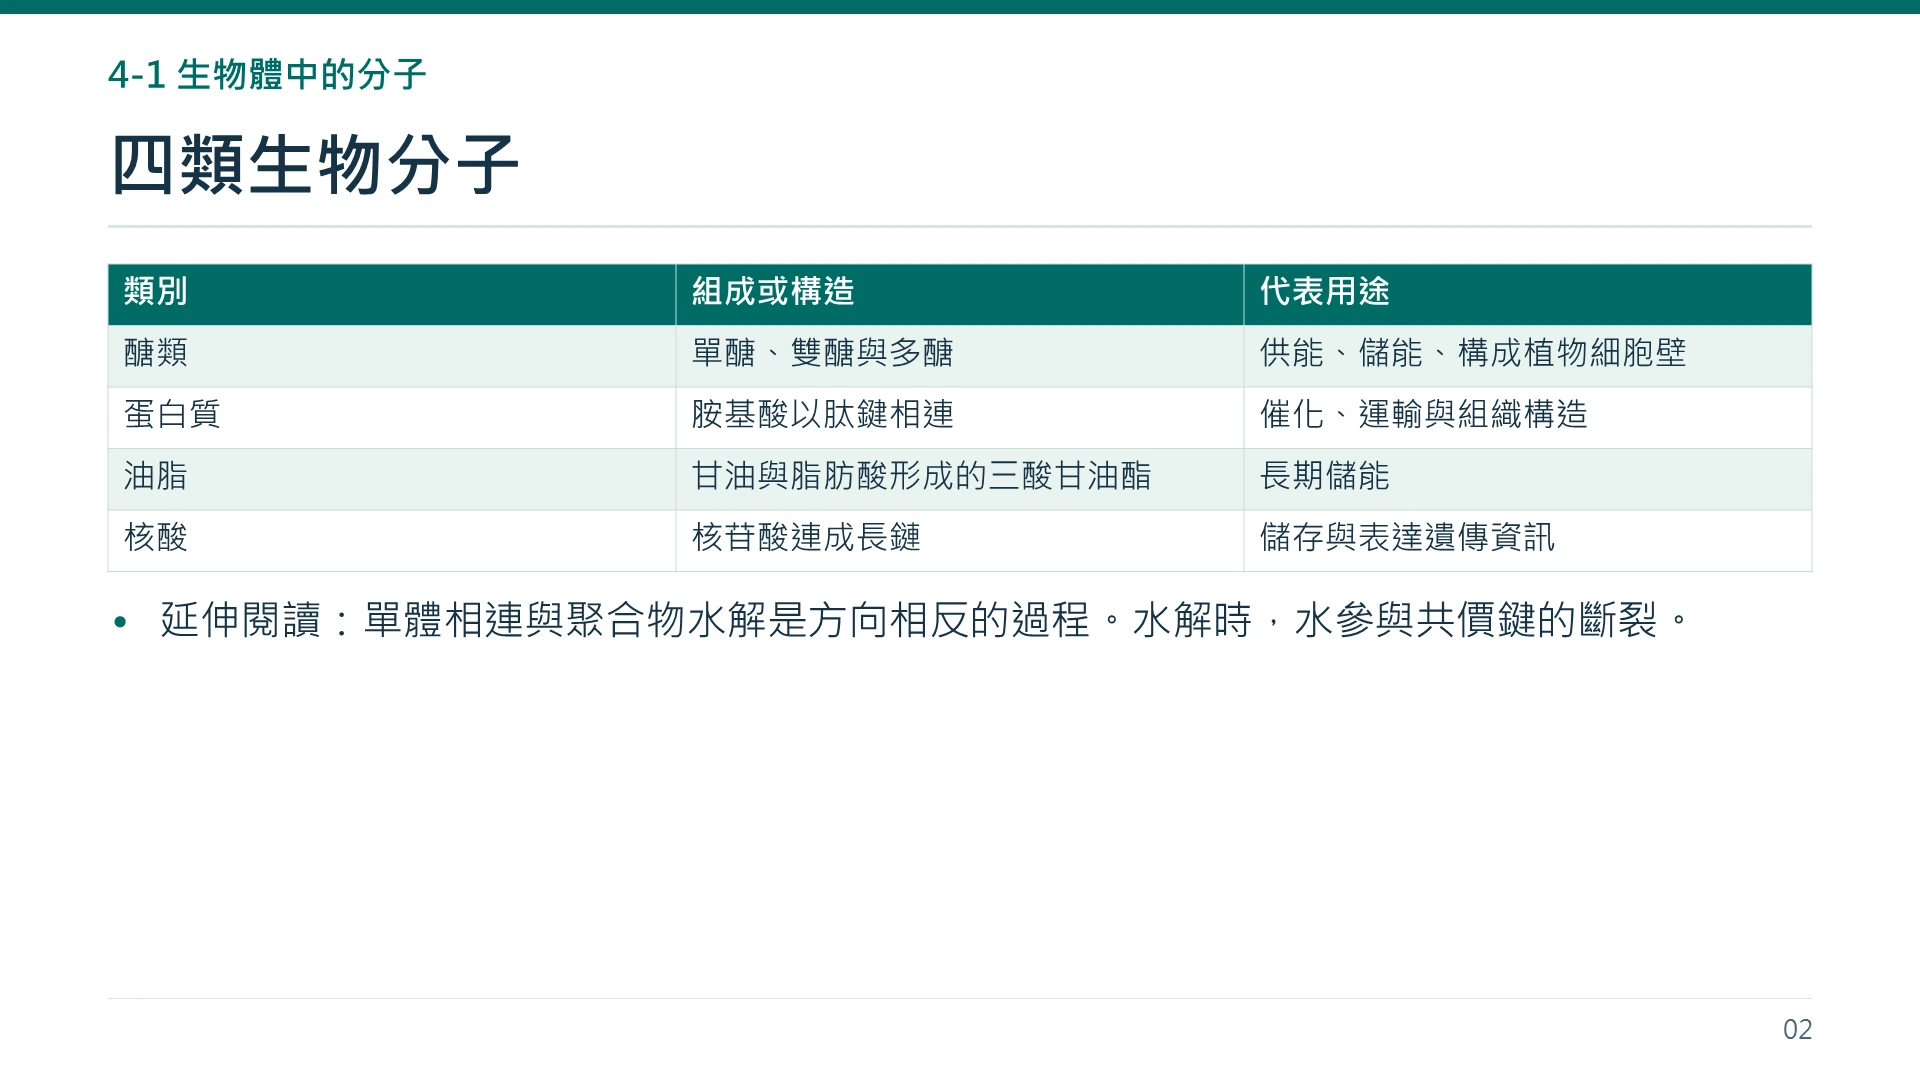 4-1 生物體中的分子
四類生物分子
類別 組成或構造 代表用途
醣類 單醣、雙醣與多醣 供能、儲能、構成植物細胞壁
蛋白質 胺基酸以肽鍵相連 催化、運輸與組織構造
油脂 甘油與脂肪酸形成的三酸甘油酯 長期儲能
核酸 核苷酸連成長鏈 儲存與表達遺傳資訊
• 延伸閱讀：單體相連與聚合物水解是方向相反的過程。水解時，水參與共價鍵的斷裂。
02